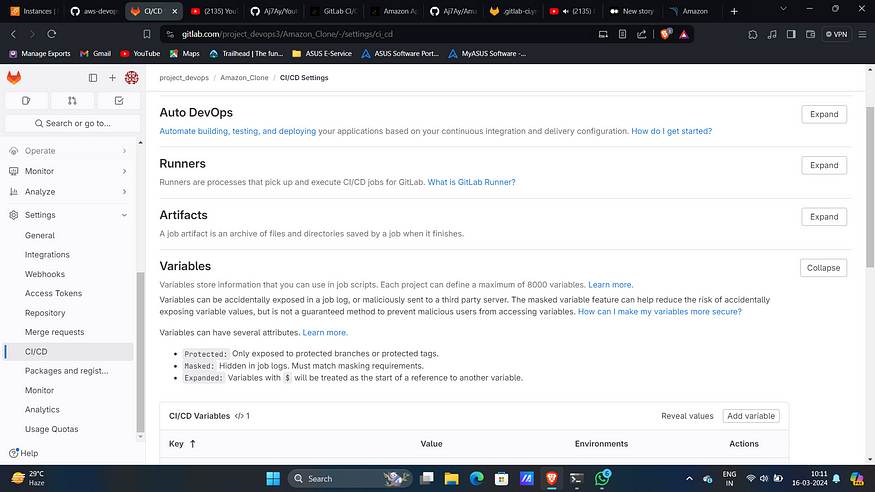 Instances |
aws-devop
CI/CD
(2135) YouT
Aj7Ay/Yout
GitLab CI/C
Amazon Ap
Aj7Ay/Ama
.gitlab-ci.yr
(2135) |
New story
Amazon
gitlab.com/project_devops3/Amazon_Clone/-/settings/ci_cd
VPN
Manage Exports
Gmail
YouTube
Maps
Trailhead | The fun...
ASUS E-Service
ASUS Software Port...
MyASUS Software -...
project_devops / Amazon_Clone / CI/CD Settings
Search or go to...
Operate
Monitor
Analyze
Settings
General
Integrations
Webhooks
Access Tokens
Repository
Merge requests
CI/CD
Packages and regist...
Monitor
Analytics
Usage Quotas
Help
Auto DevOps
Expand
Automate building, testing, and deploying your applications based on your continuous integration and delivery configuration. How do I get started?
Runners
Expand
Runners are processes that pick up and execute CI/CD jobs for GitLab. What is GitLab Runner?
Artifacts
Expand
A job artifact is an archive of files and directories saved by a job when it finishes.
Variables
Collapse
Variables store information that you can use in job scripts. Each project can define a maximum of 8000 variables. Learn more.
Variables can be accidentally exposed in a job log, or maliciously sent to a third party server. The masked variable feature can help reduce the risk of accidentally
exposing variable values, but is not a guaranteed method to prevent malicious users from accessing variables. How can I make my variables more secure?
Variables can have several attributes. Learn more.
• Protected: Only exposed to protected branches or protected tags.
• Masked: Hidden in job logs. Must match masking requirements.
• Expanded: Variables with $ will be treated as the start of a reference to another variable.
CI/CD Variables </> 1
Reveal values
Add variable
Key ↑
Value
Environments
Actions
29°C
Haze
Search
6
ENG
IN
10:11
16-03-2024